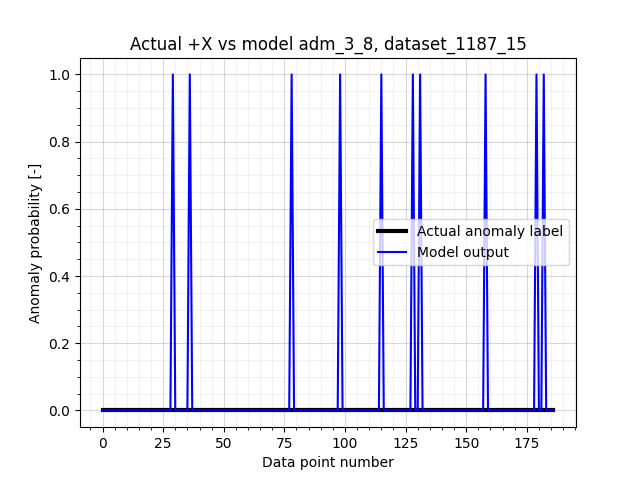 Actual +X vs model adm_3_8, dataset_1187_15
1.0
0.8
0.6
0.4
0.2
0.0
Anomaly probability [-]
Actual anomaly label
Model output
0 25 50 75 100 125 150 175
Data point number